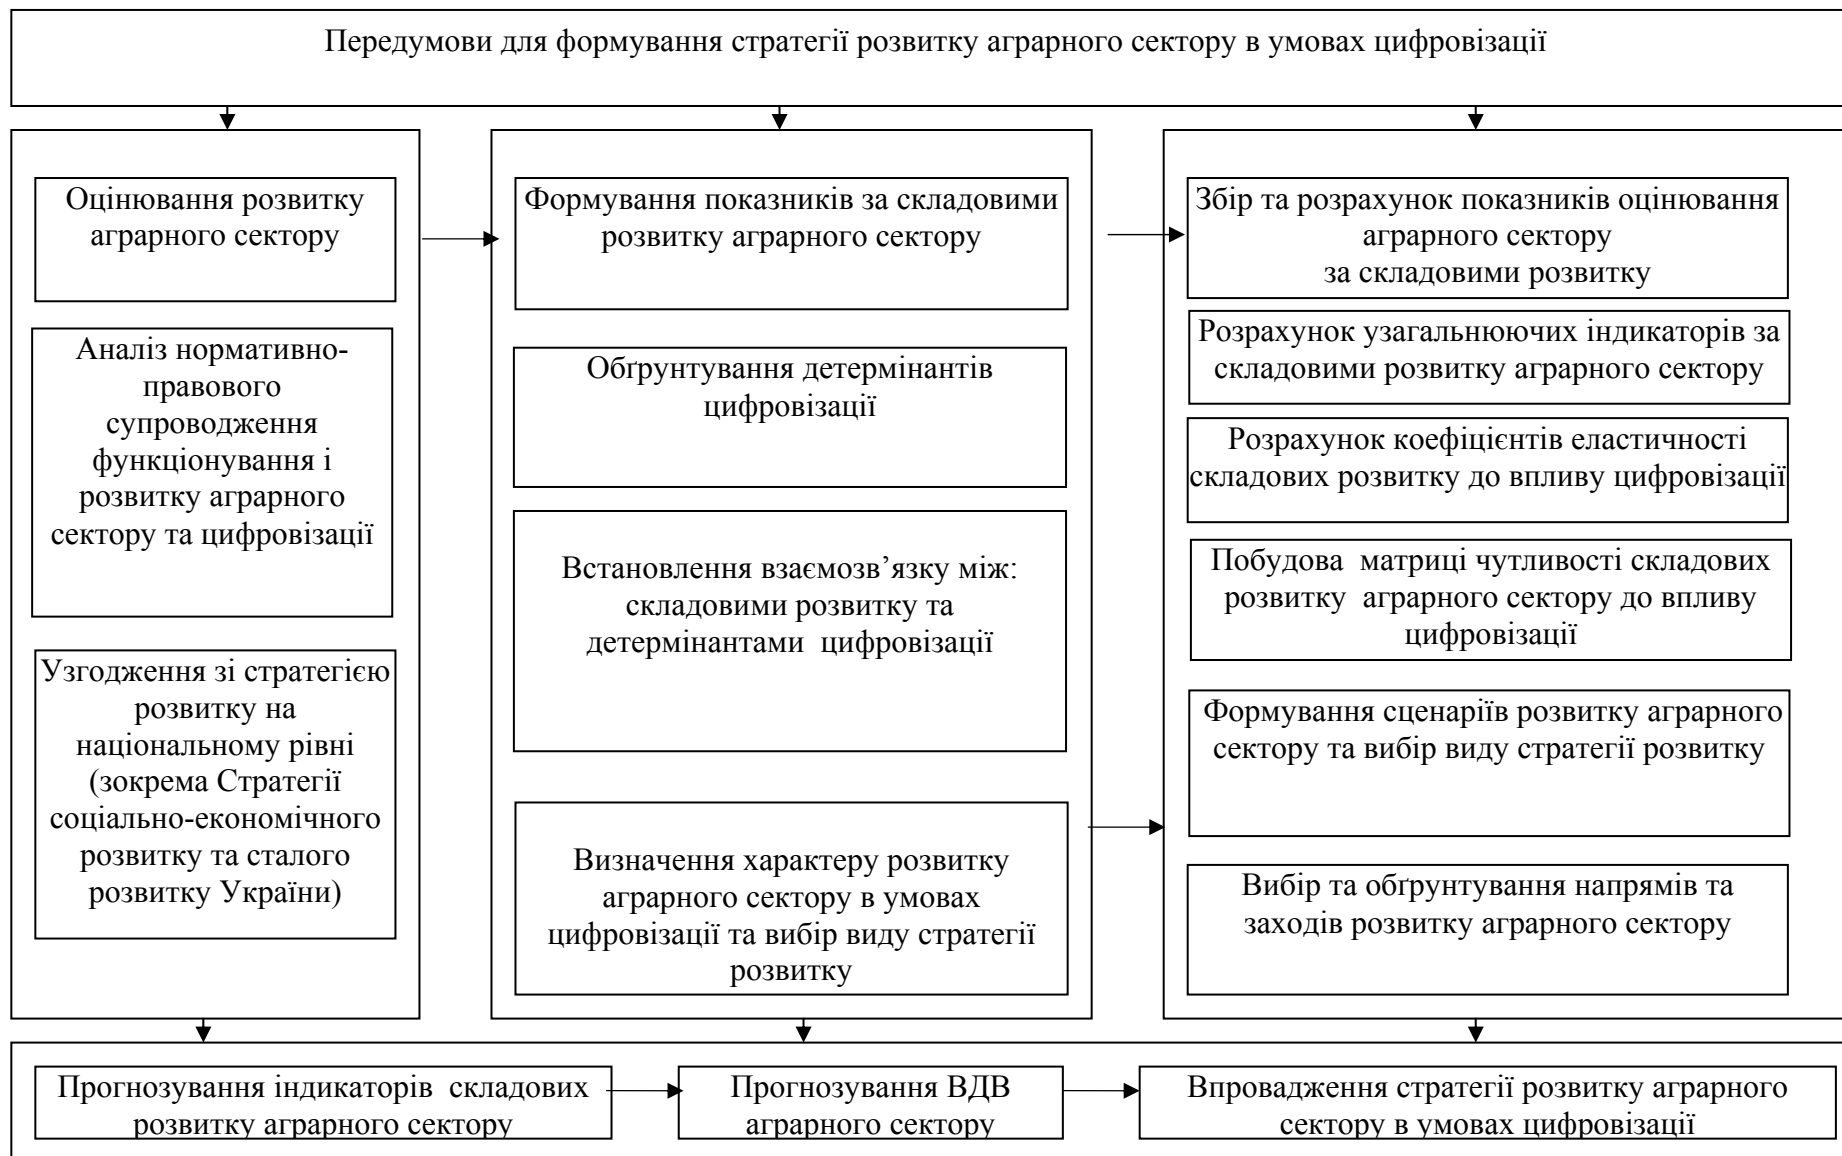 Передумови для формування стратегії розвитку аграрного сектору в умовах цифровізації
Оцінювання розвитку
аграрного сектору
Аналіз нормативно-
правового
супроводження
функціонування і
розвитку аграрного
сектору та цифровізації
Узгодження зі стратегією
розвитку на
національному рівні
(зокрема Стратегії
соціально-економічного
розвитку та сталого
розвитку України)
Формування показників за складовими
розвитку аграрного сектору
Обґрунтування детермінантів
цифровізації
Встановлення взаємозв’язку між:
складовими розвитку та
детермінантами цифровізації
Визначення характеру розвитку
аграрного сектору в умовах
цифровізації та вибір виду стратегії
розвитку
Збір та розрахунок показників оцінювання
аграрного сектору
за складовими розвитку
Розрахунок узагальнюючих індикаторів за
складовими розвитку аграрного сектору
Розрахунок коефіцієнтів еластичності
складових розвитку до впливу цифровізації
Побудова матриці чутливості складових
розвитку аграрного сектору до впливу
цифровізації
Формування сценаріїв розвитку аграрного
сектору та вибір виду стратегії розвитку
Вибір та обґрунтування напрямів та
заходів розвитку аграрного сектору
Прогнозування індикаторів складових
розвитку аграрного сектору
Прогнозування ВДВ
аграрного сектору
Впровадження стратегії розвитку аграрного
сектору в умовах цифровізації